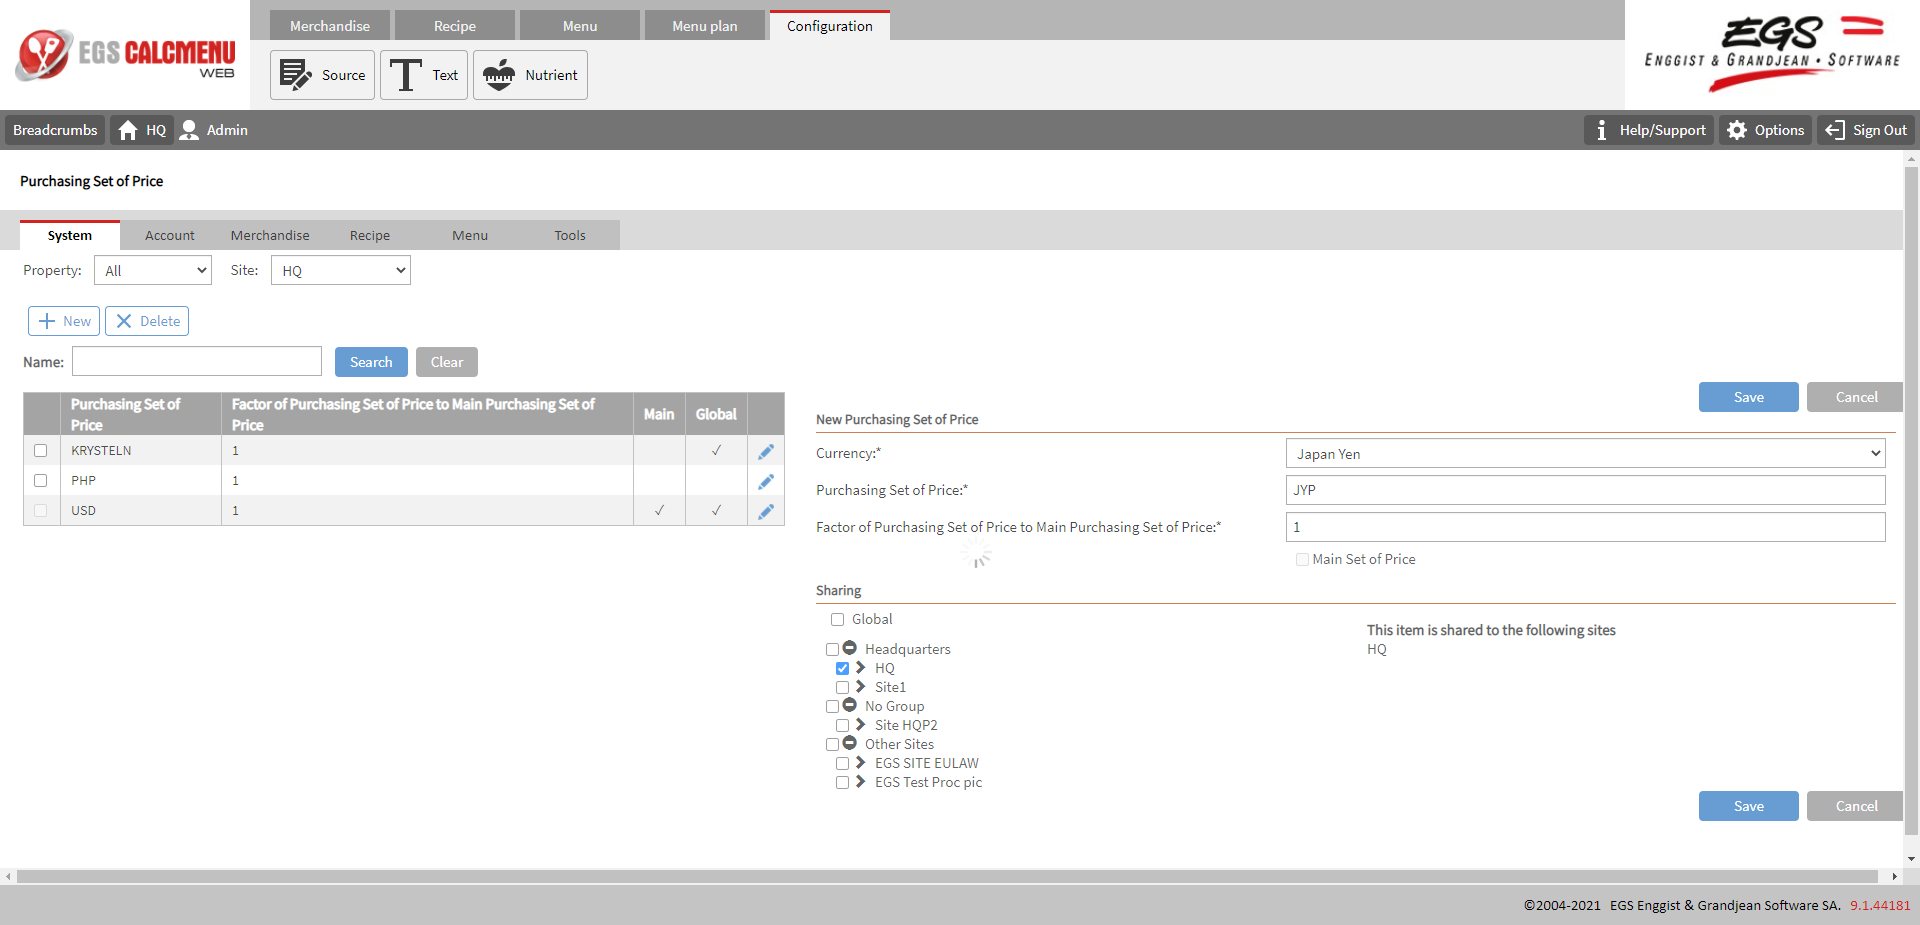 EGS CALCMENU
WEB
Merchandise
Recipe
Menu
Menu plan
Configuration
Source
Text
Nutrient
EGS
ENGGIST & GRANDJEAN • SOFTWARE
Breadcrumbs
HQ
Admin
Help/Support
Options
Sign Out
Purchasing Set of Price
System
Account
Merchandise
Recipe
Menu
Tools
Property:
All
Site:
HQ
New
Delete
Name:
Search
Clear
Purchasing Set of
Price
Factor of Purchasing Set of Price to Main Purchasing Set of
Price
Main
Global
KRYSTELN
1
✓
PHP
1
USD
1
✓
✓
Save
Cancel
New Purchasing Set of Price
Currency:*
Japan Yen
Purchasing Set of Price:*
JYP
Factor of Purchasing Set of Price to Main Purchasing Set of Price:*
1
Main Set of Price
Sharing
Global
This item is shared to the following sites
HQ
Headquarters
HQ
Site1
No Group
Site HQP2
Other Sites
EGS SITE EULAW
EGS Test Proc pic
Save
Cancel
©2004-2021 EGS Enggist & Grandjean Software SA. 9.1.44181